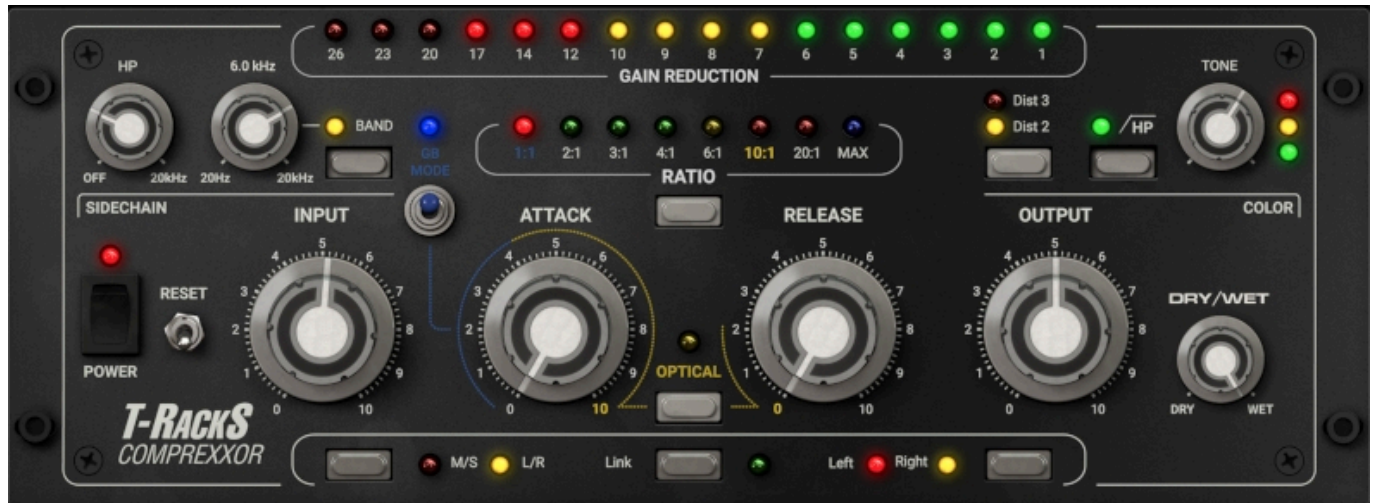 26 23 20 17 14 12 10 9 8 7 6 5 4 3 2 1
GAIN REDUCTION
HP
6.0 kHz
BAND
OFF 20kHz
20Hz 20kHz
SIDECHAIN
GB
MODE
1:1 2:1 3:1 4:1 6:1 10:1 20:1 MAX
RATIO
Dist 3
Dist 2
/HP
TONE
COLOR
INPUT
0 1 2 3 4 5 6 7 8 9 10
ATTACK
0 1 2 3 4 5 6 7 8 9 10
RELEASE
0 1 2 3 4 5 6 7 8 9 10
OUTPUT
0 1 2 3 4 5 6 7 8 9 10
POWER
RESET
OPTICAL
DRY/WET
DRY WET
T-RACKS
COMPREXXOR
M/S L/R
Link
Left Right